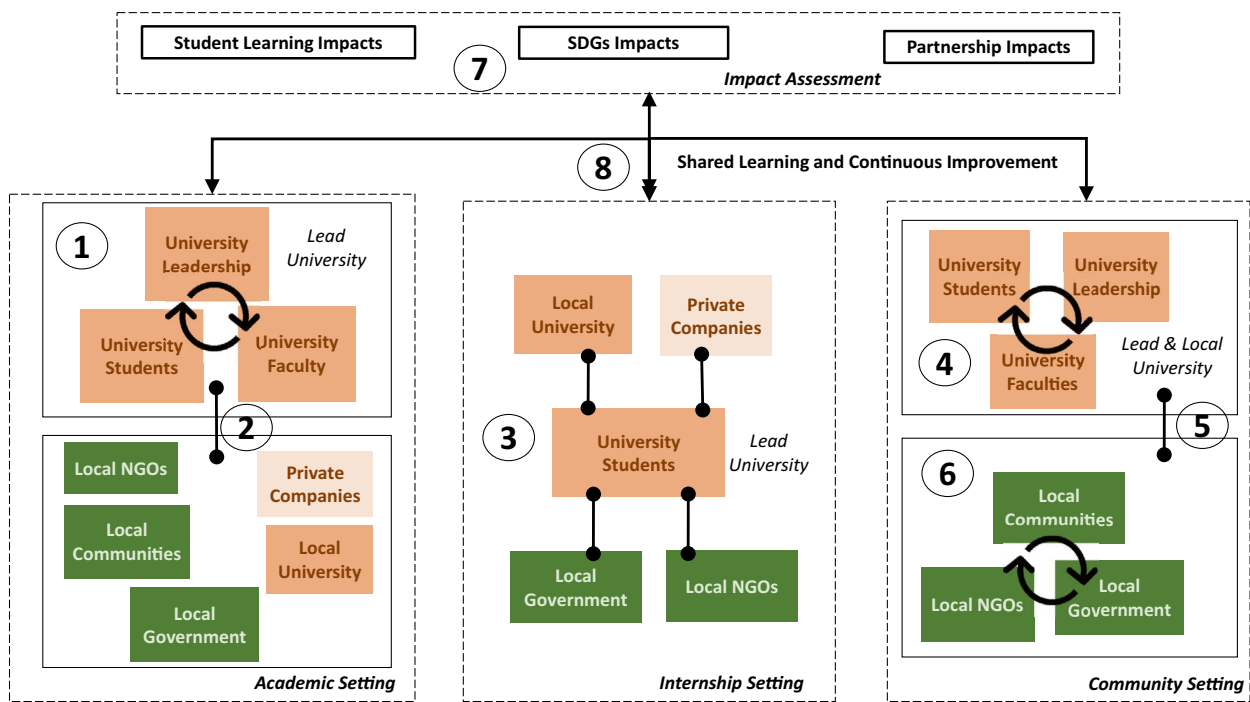 Student Learning Impacts
SDGs Impacts
Partnership Impacts
7
Impact Assessment
8
Shared Learning and Continuous Improvement
1
University
Leadership
Lead
University
University
Students
University
Faculty
2
Local NGOs
Private
Companies
Local
Communities
Local
University
Local
Government
Academic Setting
Local
University
Private
Companies
3
University
Students
Lead
University
Local
Government
Local NGOs
Internship Setting
University
Students
University
Leadership
4
University
Faculties
Lead & Local
University
5
6
Local
Communities
Local NGOs
Local
Government
Community Setting